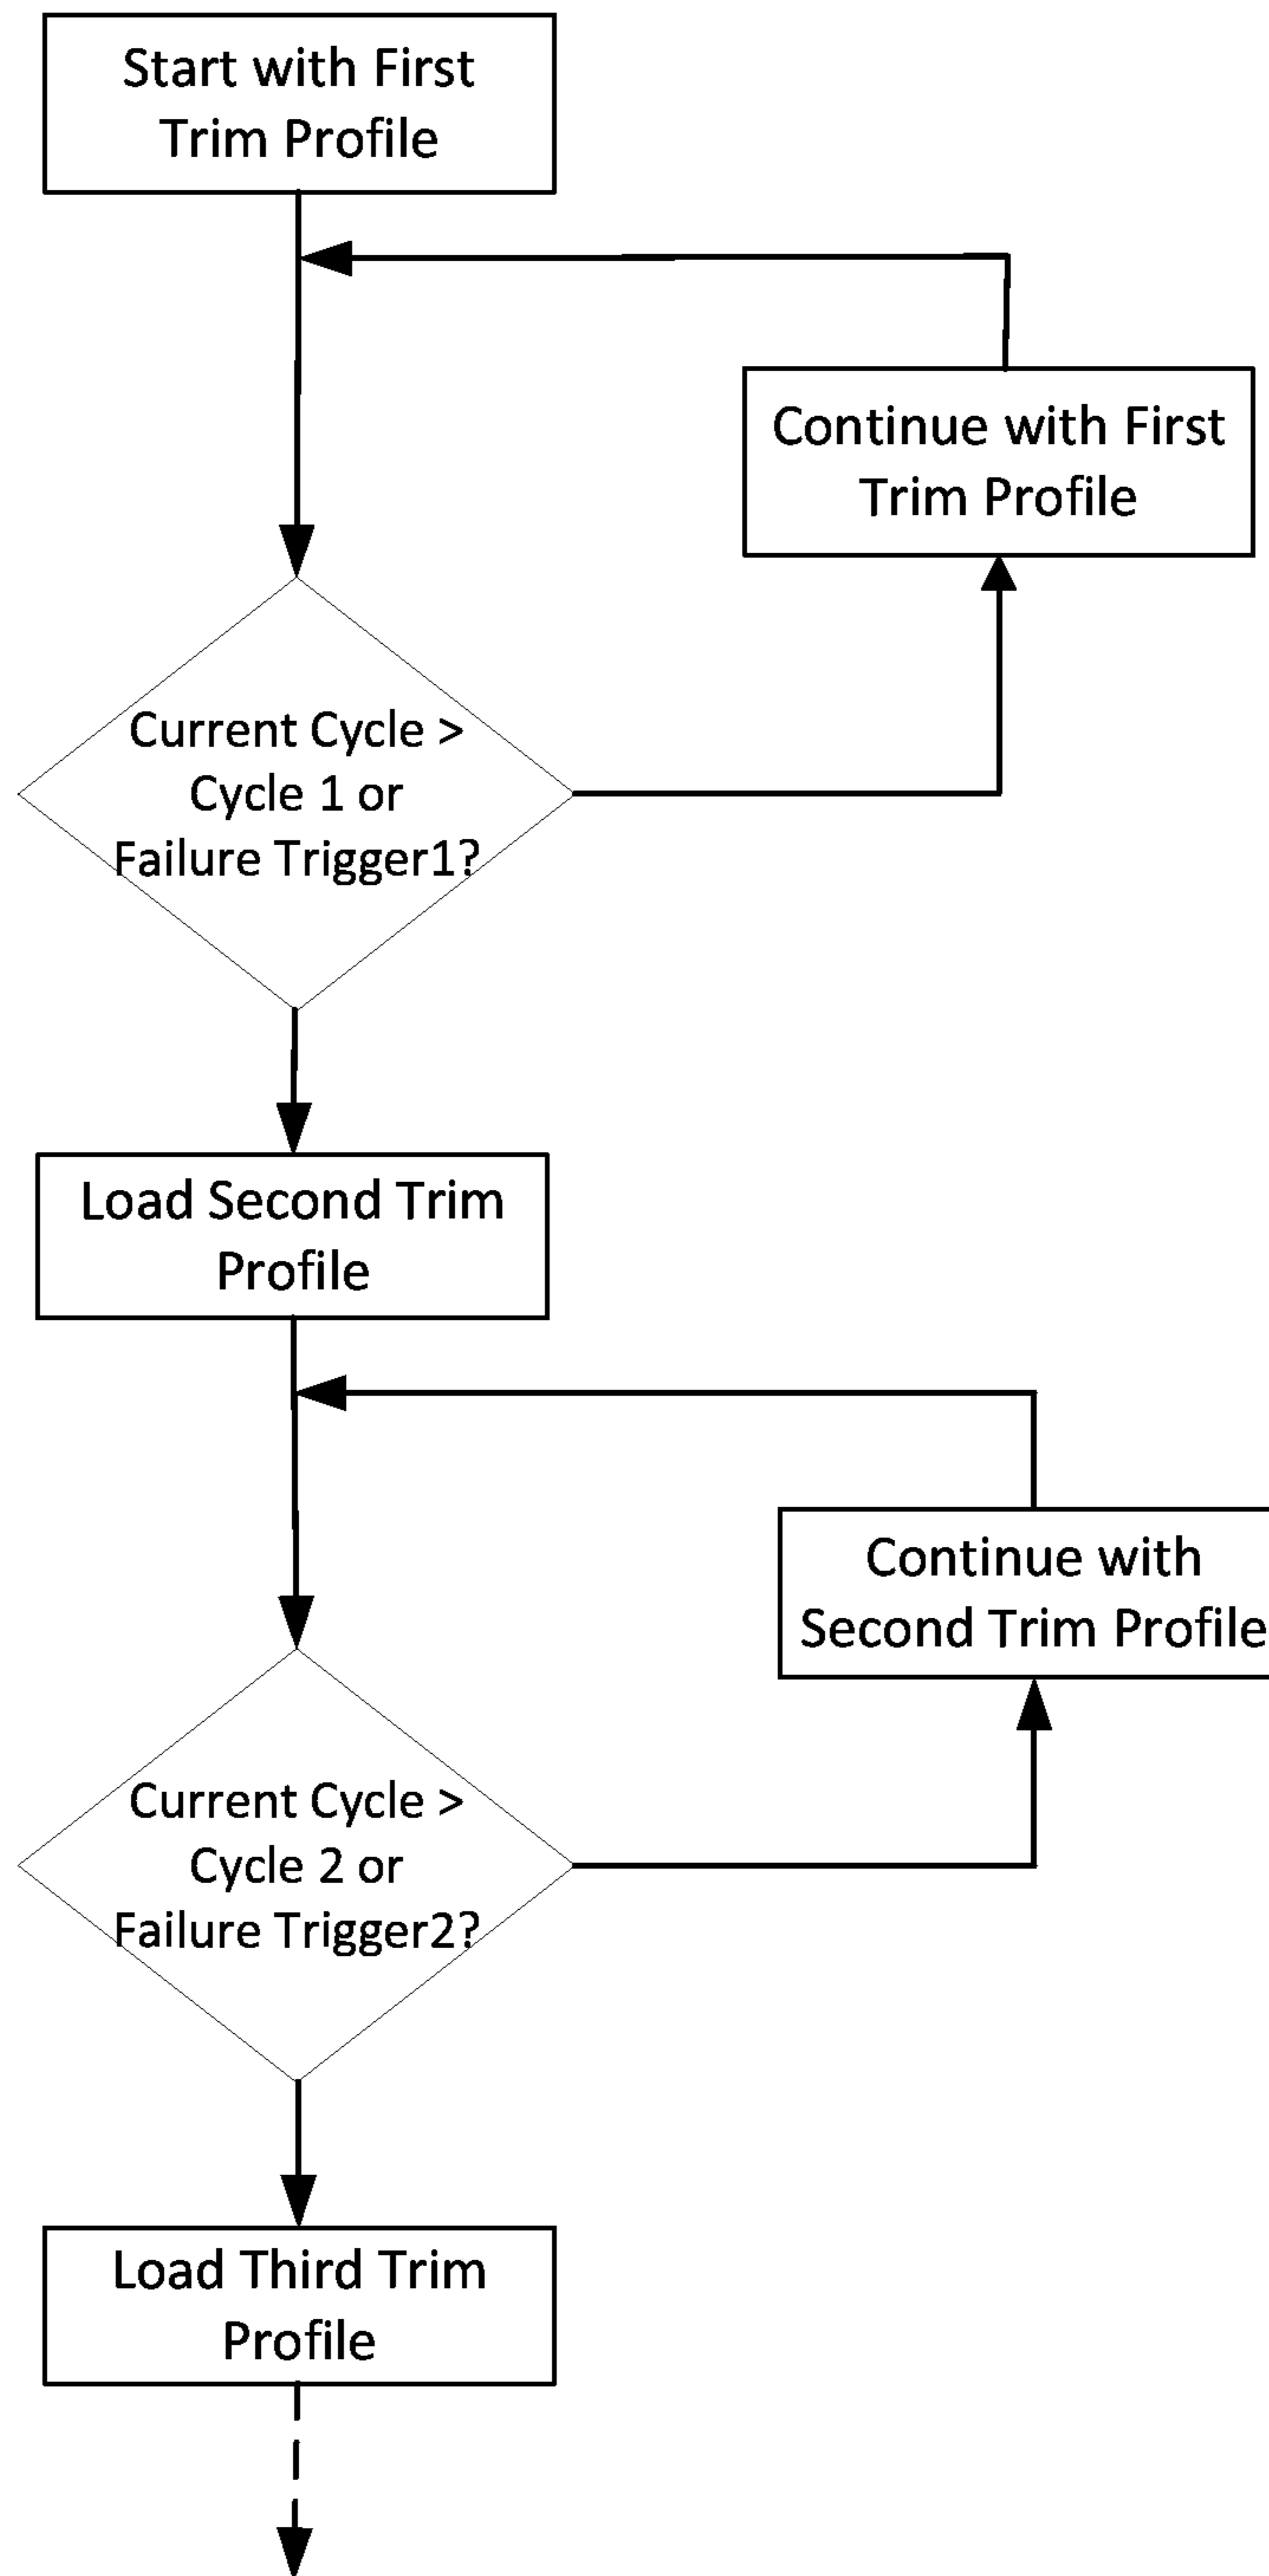 Start with First
Trim Profile
Continue with First
Trim Profile
Current Cycle >
Cycle 1 or
Failure Trigger1?
Load Second Trim
Profile
Continue with
Second Trim Profile
Current Cycle >
Cycle 2 or
Failure Trigger2?
Load Third Trim
Profile